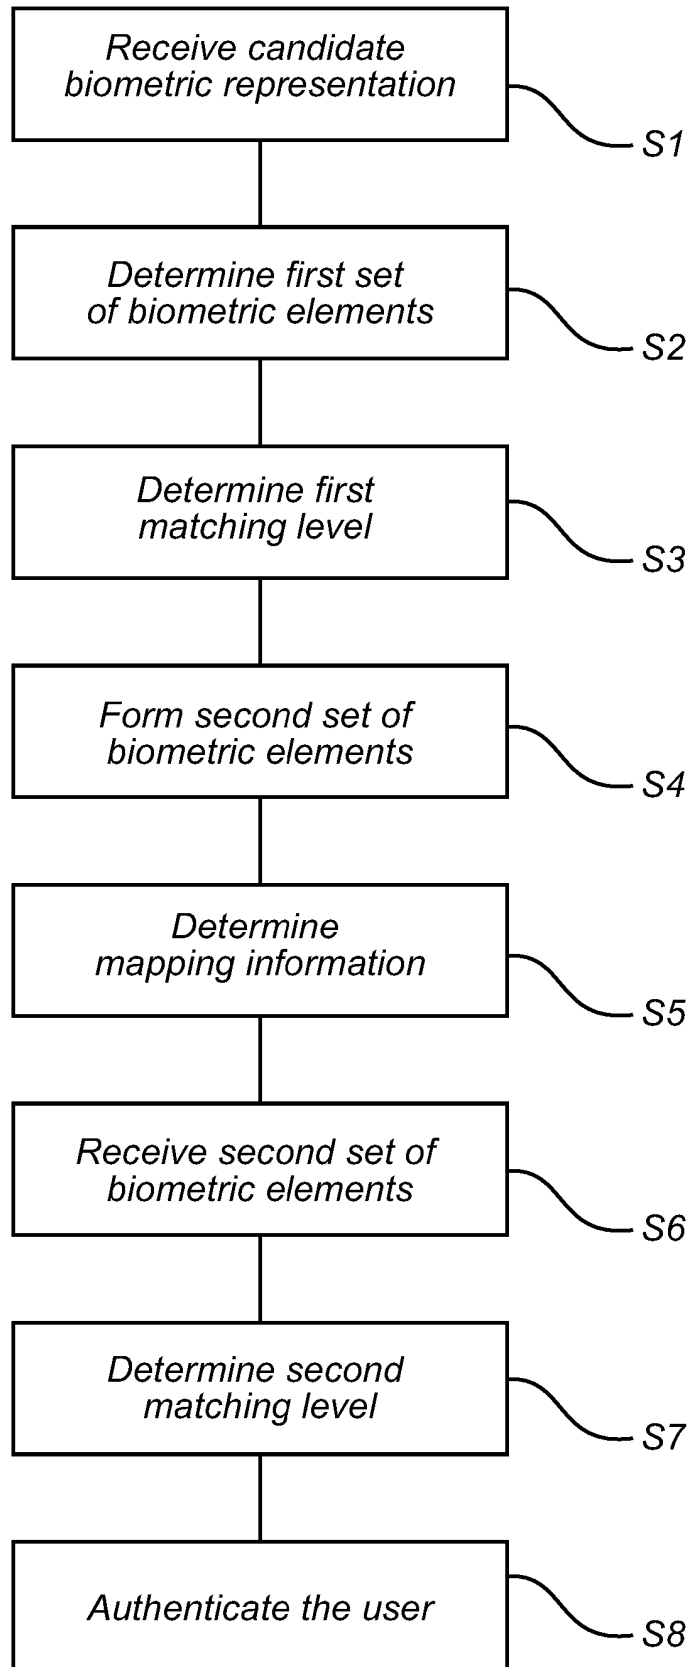 Receive candidate
biometric representation
S1
Determine first set
of biometric elements
S2
Determine first
matching level
S3
Form second set of
biometric elements
S4
Determine
mapping information
S5
Receive second set of
biometric elements
S6
Determine second
matching level
S7
Authenticate the user
S8